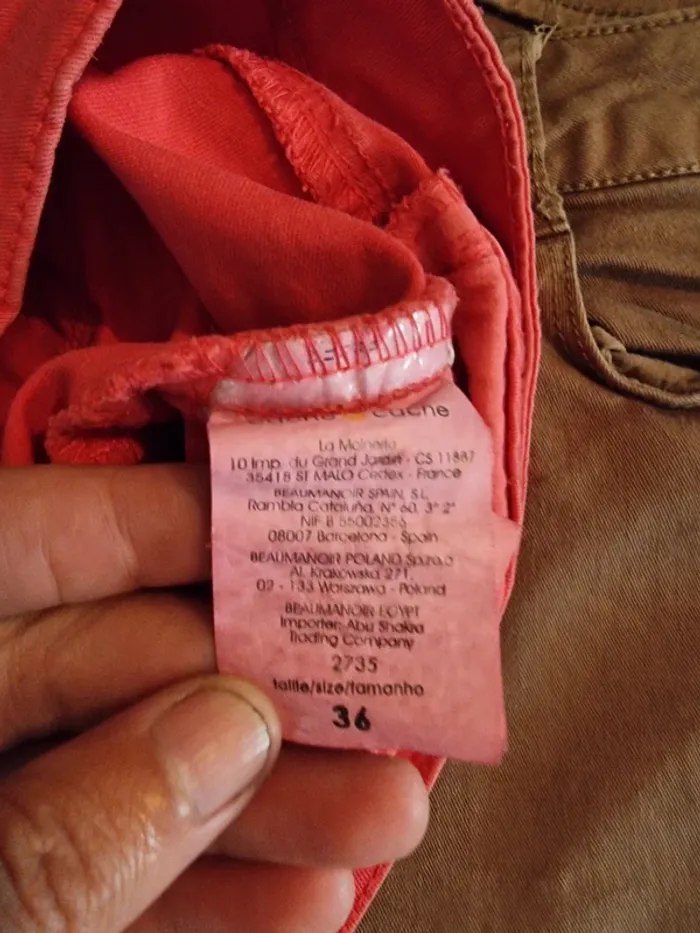 cache
La Moinerie
10 Imp. du Grand Jardin - CS 11887
35418 ST MALO Cedex - France
BEAUMANOIR SPAIN, S.L.
Rambla Cataluña, N° 60, 3° 2°
NIF B 55002356
08007 Barcelona - Spain
BEAUMANOIR POLAND Sp.z.o.o
Al. Krakowska 271,
02 - 133 Warszawa - Poland
BEAUMANOIR EGYPT
Importer: Abu Shakra
Trading Company
2735
taille/size/tamanho
36